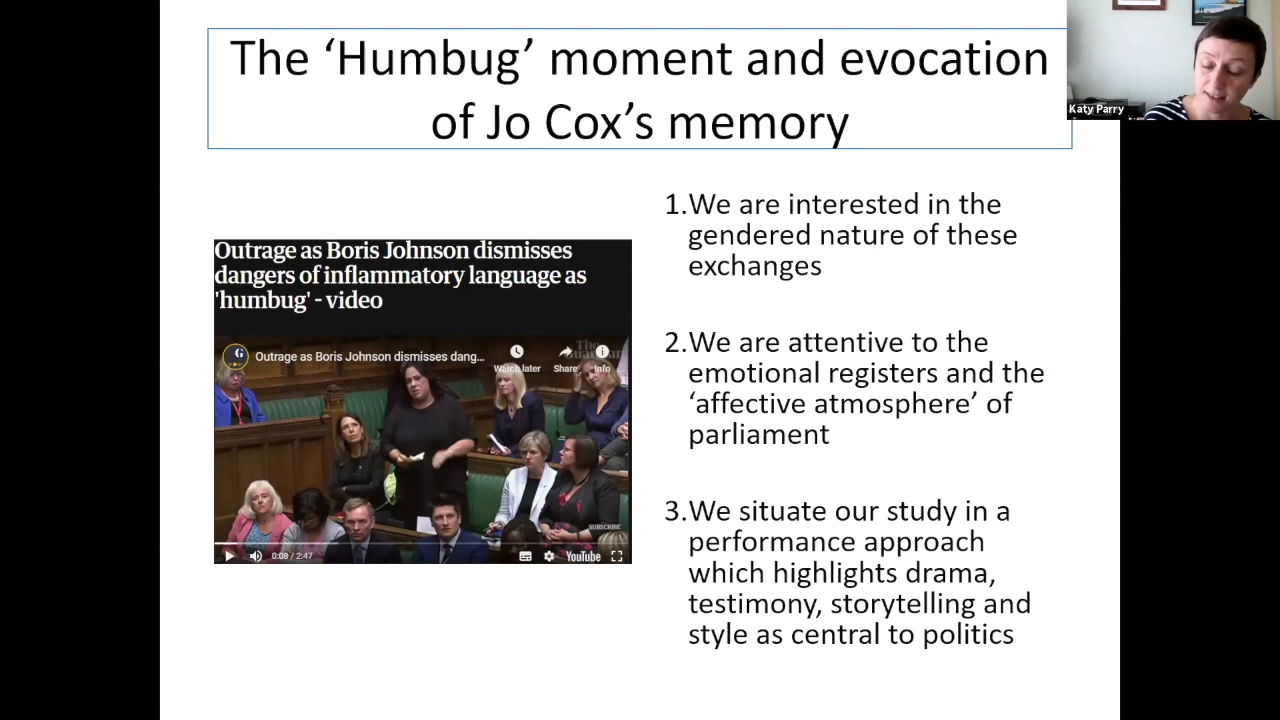 The ‘Humbug’ moment and evocation
of Jo Cox’s memory
Katy Parry
Outrage as Boris Johnson dismisses
dangers of inflammatory language as
'humbug' - video
G
Outrage as Boris Johnson dismisses dang...
Watch later
Share
Info
The
Guardian
SUBSCRIBE
0:08 / 2:47
YouTube
1.We are interested in the
gendered nature of these
exchanges
2.We are attentive to the
emotional registers and the
‘affective atmosphere’ of
parliament
3.We situate our study in a
performance approach
which highlights drama,
testimony, storytelling and
style as central to politics